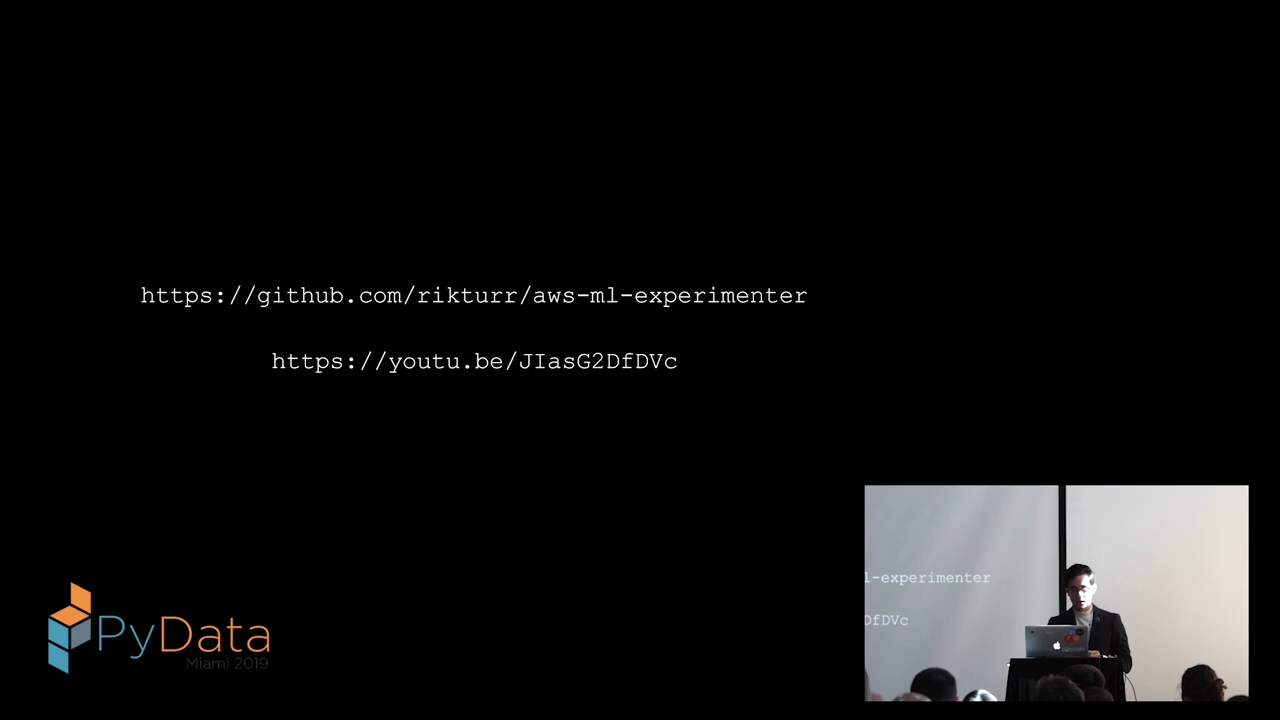 https://github.com/rikturr/aws-ml-experimenter
https://youtu.be/JIasG2DfDVc
l-experimenter
DfDVc
PyData
Miami 2019